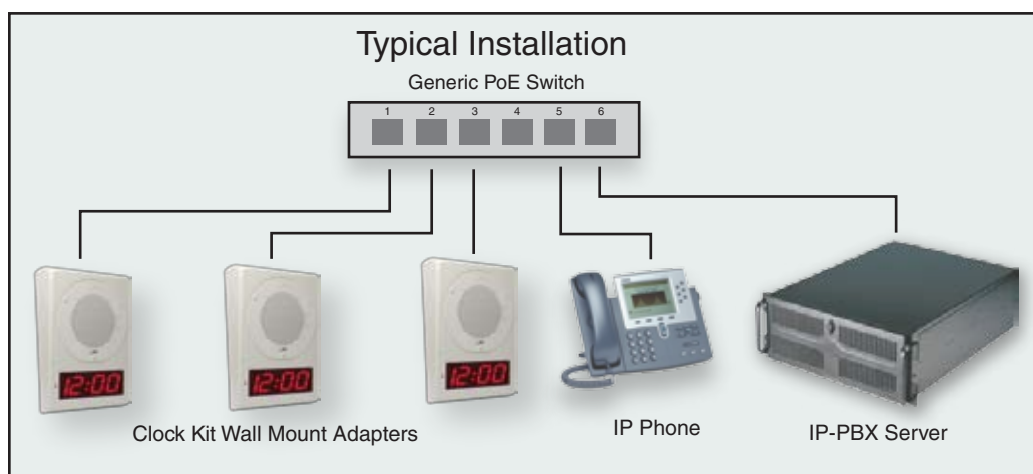 Typical Installation
Generic PoE Switch
1 2 3 4 5 6
12:00 12:00 12:00
Clock Kit Wall Mount Adapters
IP Phone
IP-PBX Server